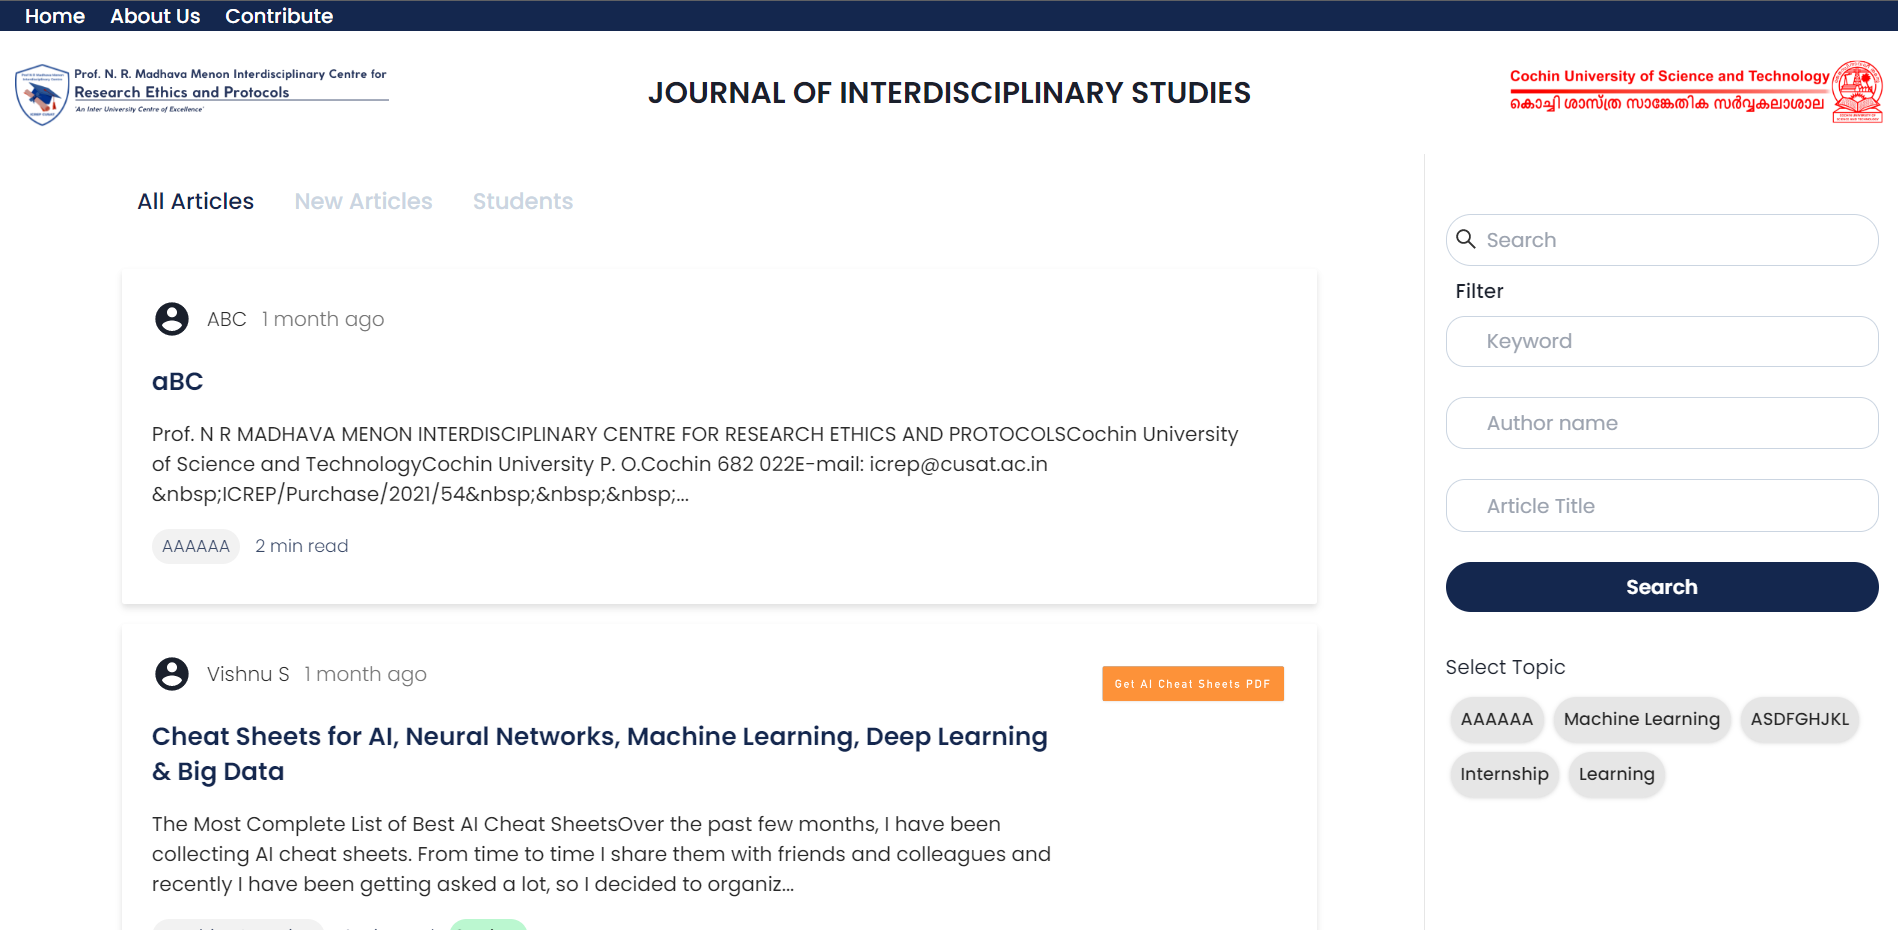 Home About Us Contribute
Prof. N. R. Madhava Menon Interdisciplinary Centre for
Research Ethics and Protocols
'An Inter University Centre of Excellence'
JOURNAL OF INTERDISCIPLINARY STUDIES
Cochin University of Science and Technology
കൊച്ചി ശാസ്ത്ര സാങ്കേതിക സർവ്വകലാശാല
All Articles New Articles Students
ABC 1 month ago
aBC
Prof. N R MADHAVA MENON INTERDISCIPLINARY CENTRE FOR RESEARCH ETHICS AND PROTOCOLSCochin University
of Science and TechnologyCochin University P. O.Cochin 682 022E-mail: icrep@cusat.ac.in
&nbsp;ICREP/Purchase/2021/54&nbsp;&nbsp;&nbsp;...
AAAAAA 2 min read
Vishnu S 1 month ago
Get AI Cheat Sheets PDF
Cheat Sheets for AI, Neural Networks, Machine Learning, Deep Learning
& Big Data
The Most Complete List of Best AI Cheat SheetsOver the past few months, I have been
collecting AI cheat sheets. From time to time I share them with friends and colleagues and
recently I have been getting asked a lot, so I decided to organiz...
Search
Filter
Keyword
Author name
Article Title
Search
Select Topic
AAAAAA Machine Learning ASDFGHJKL
Internship Learning